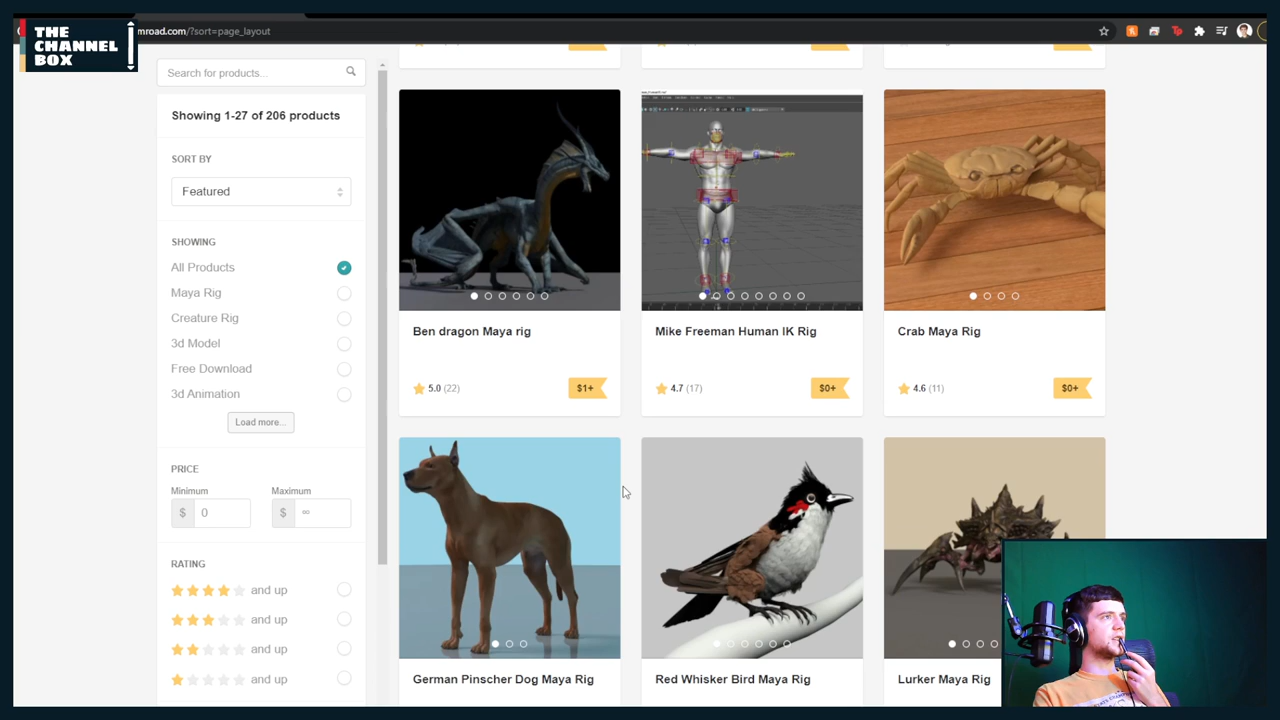 THE
CHANNEL
BOX
mroad.com/?sort=page_layout
Search for products...
Showing 1-27 of 206 products
SORT BY
Featured
SHOWING
All Products
Maya Rig
Creature Rig
3d Model
Free Download
3d Animation
Load more...
PRICE
Minimum Maximum
$ 0 $ ∞
RATING
and up
and up
and up
and up
Ben dragon Maya rig
5.0 (22) $1+
Mike Freeman Human IK Rig
4.7 (17) $0+
Crab Maya Rig
4.6 (11) $0+
German Pinscher Dog Maya Rig
Red Whisker Bird Maya Rig
Lurker Maya Rig